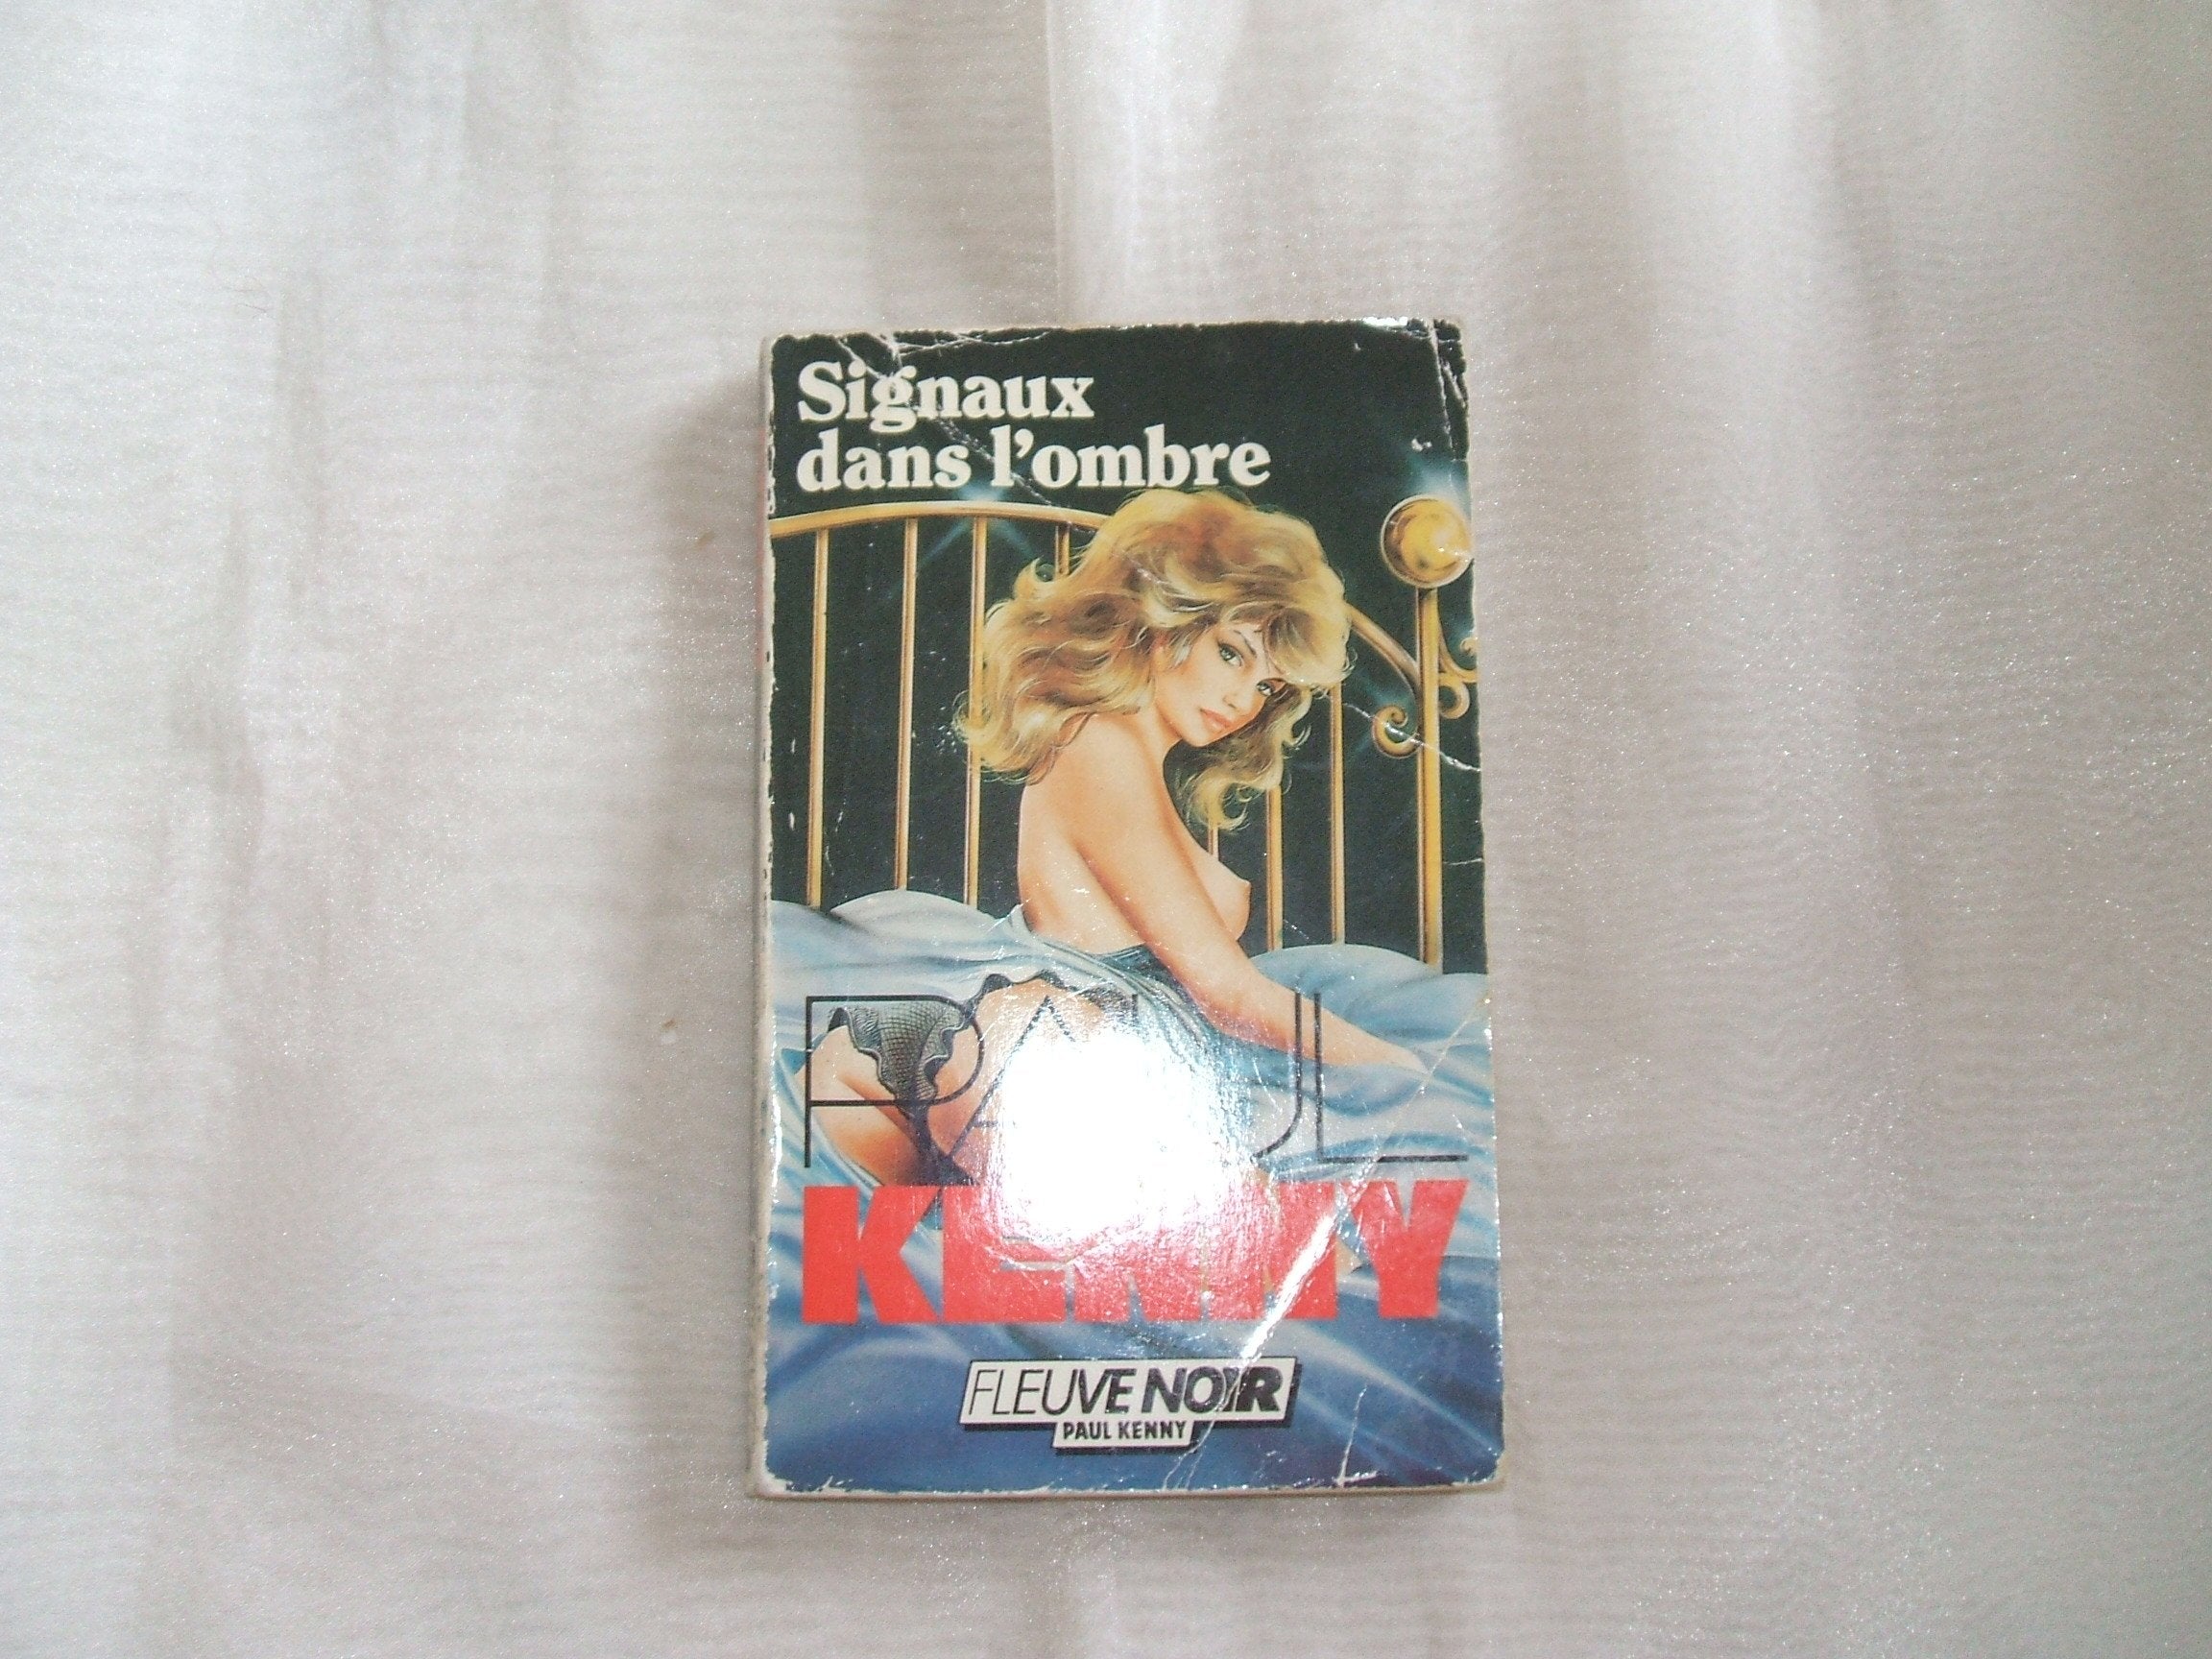 Signaux
dans l'ombre
PAUL
KENNY
FLEUVE NOIR
PAUL KENNY